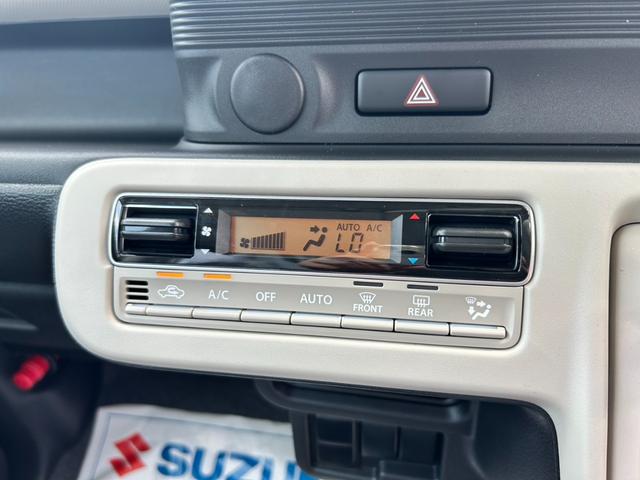 AUTO A/C
LO
A/C OFF AUTO FRONT REAR
SUZU